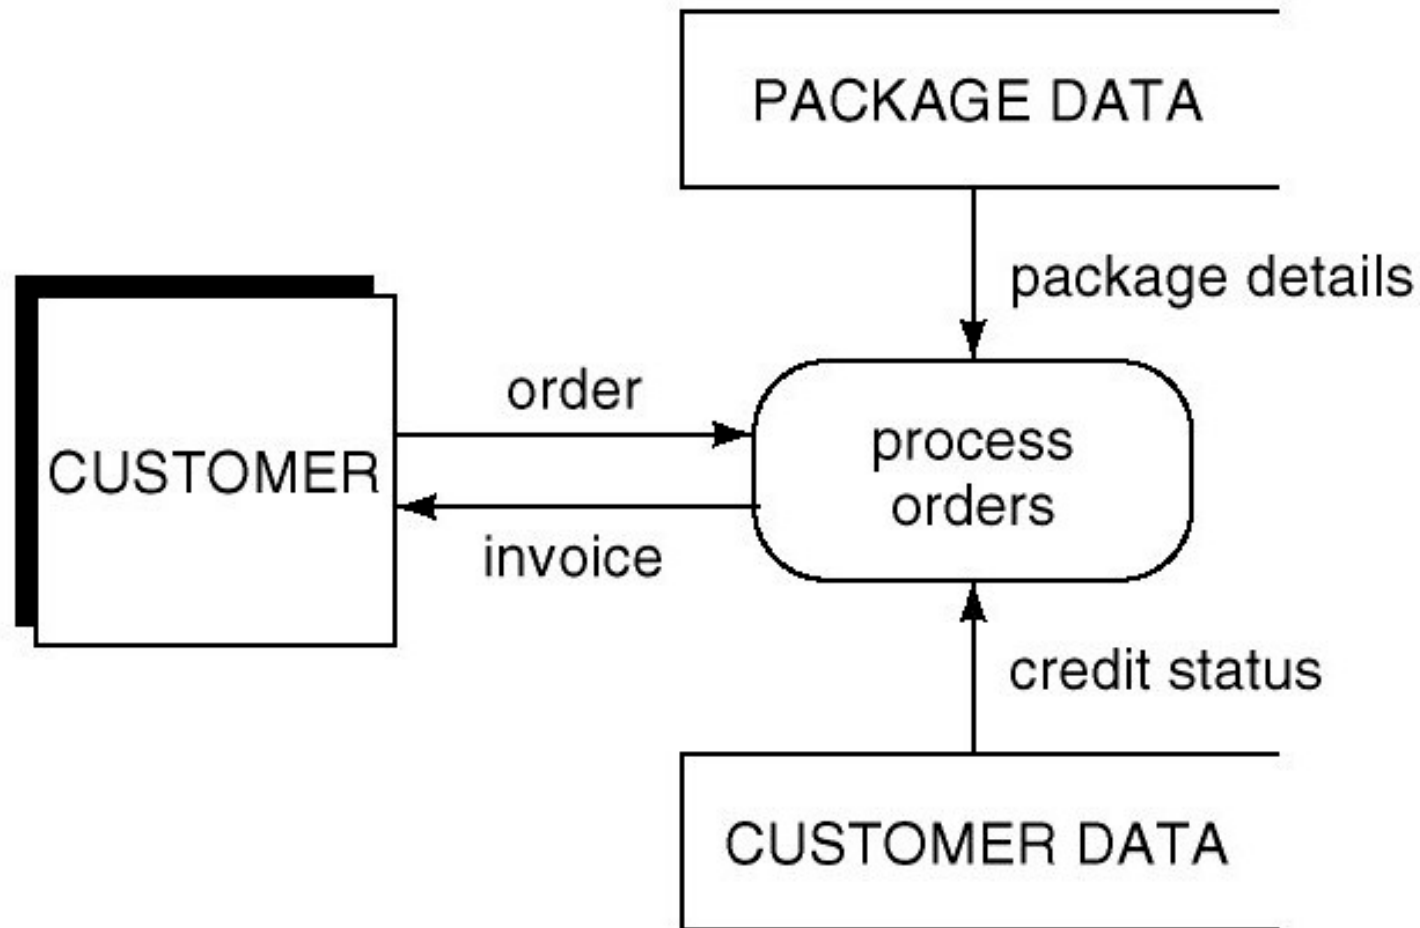 PACKAGE DATA
package details
order
process
orders
CUSTOMER
invoice
credit status
CUSTOMER DATA